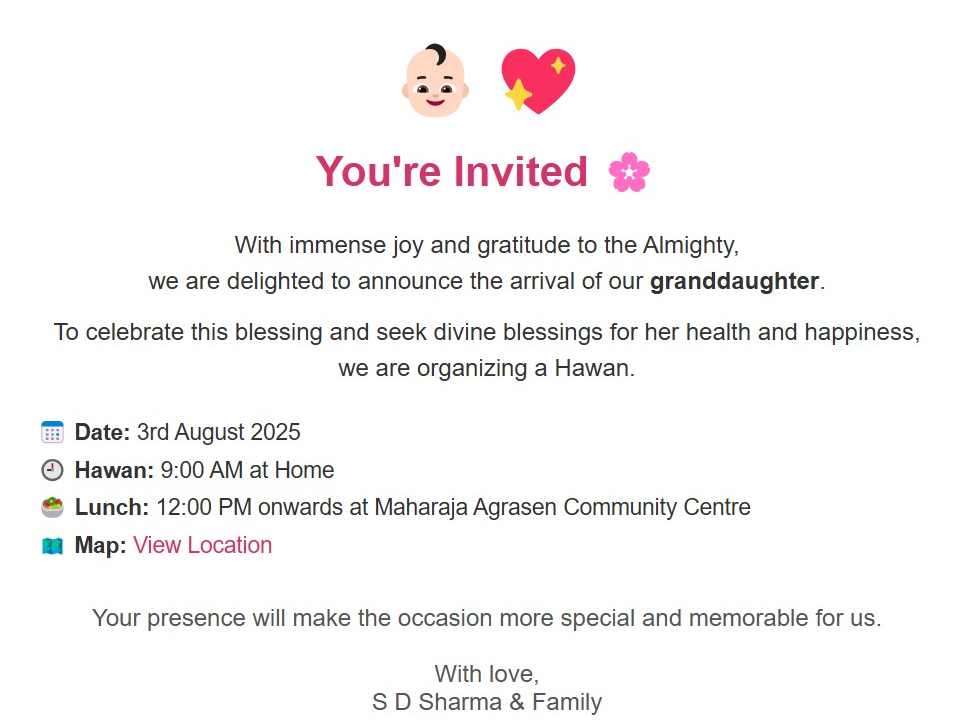 You're Invited
With immense joy and gratitude to the Almighty,
we are delighted to announce the arrival of our granddaughter.
To celebrate this blessing and seek divine blessings for her health and happiness,
we are organizing a Hawan.
Date: 3rd August 2025
Hawan: 9:00 AM at Home
Lunch: 12:00 PM onwards at Maharaja Agrasen Community Centre
Map: View Location
Your presence will make the occasion more special and memorable for us.
With love,
S D Sharma & Family